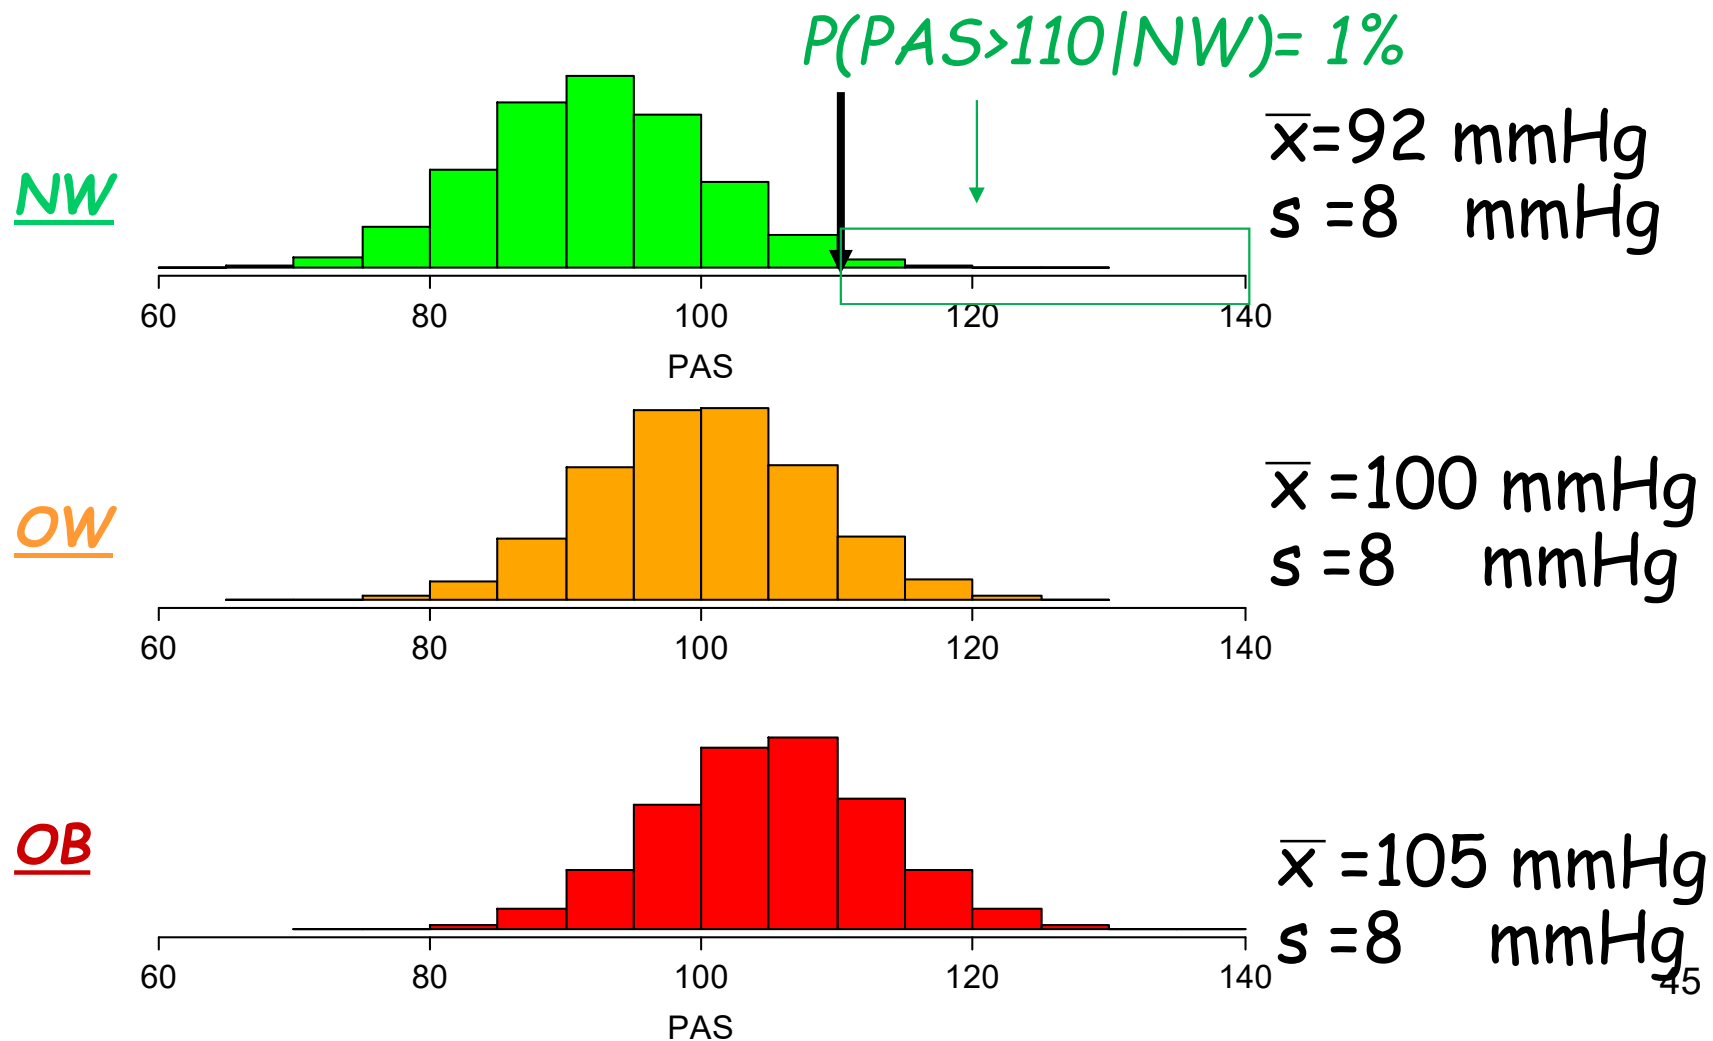 P(PAS>110|NW)= 1%
NW
x̅=92 mmHg
s =8 mmHg
60 80 100 120 140
PAS
OW
x̅ =100 mmHg
s =8 mmHg
60 80 100 120 140
OB
x̅ =105 mmHg
s =8 mmHg
60 80 100 120 140
45
PAS